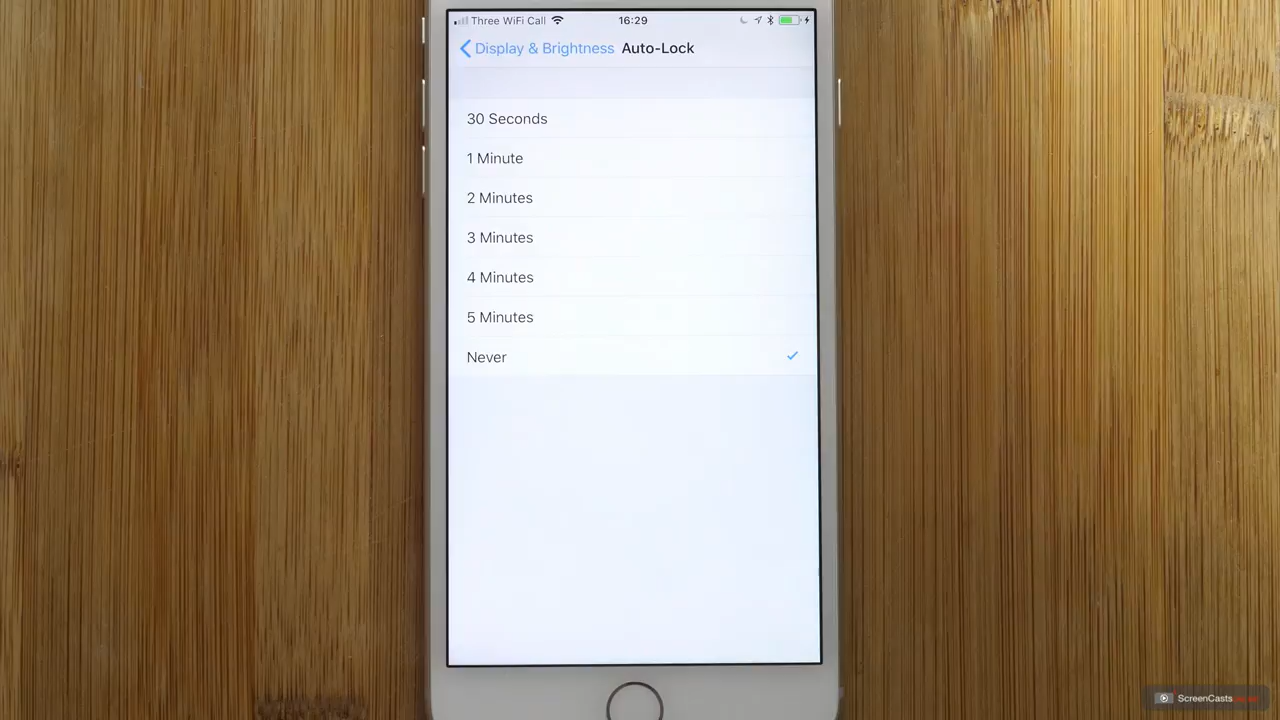 Three WiFi Call 16:29
Display & Brightness Auto-Lock
30 Seconds
1 Minute
2 Minutes
3 Minutes
4 Minutes
5 Minutes
Never
ScreenCasts